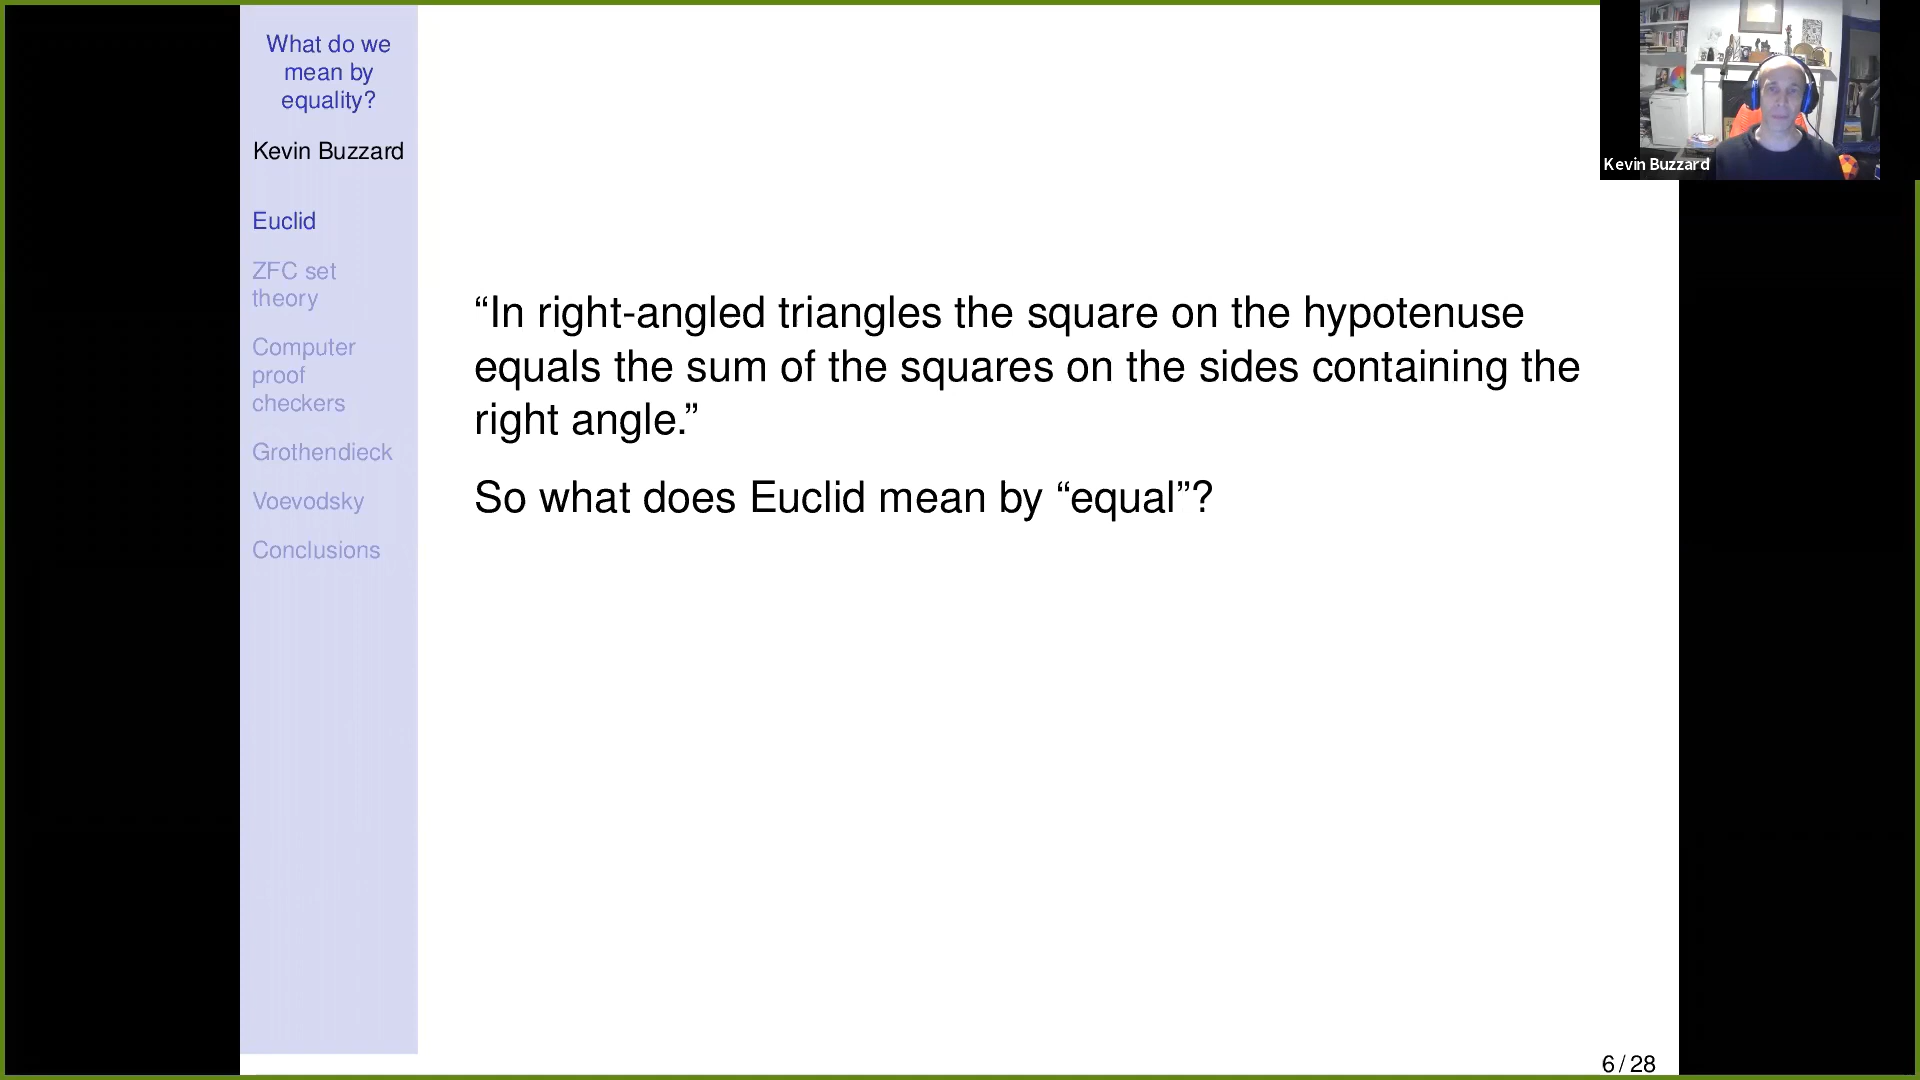 What do we
mean by
equality?
Kevin Buzzard
Euclid
ZFC set
theory
Computer
proof
checkers
Grothendieck
Voevodsky
Conclusions
“In right-angled triangles the square on the hypotenuse
equals the sum of the squares on the sides containing the
right angle.”
So what does Euclid mean by “equal”?
6 / 28
Kevin Buzzard